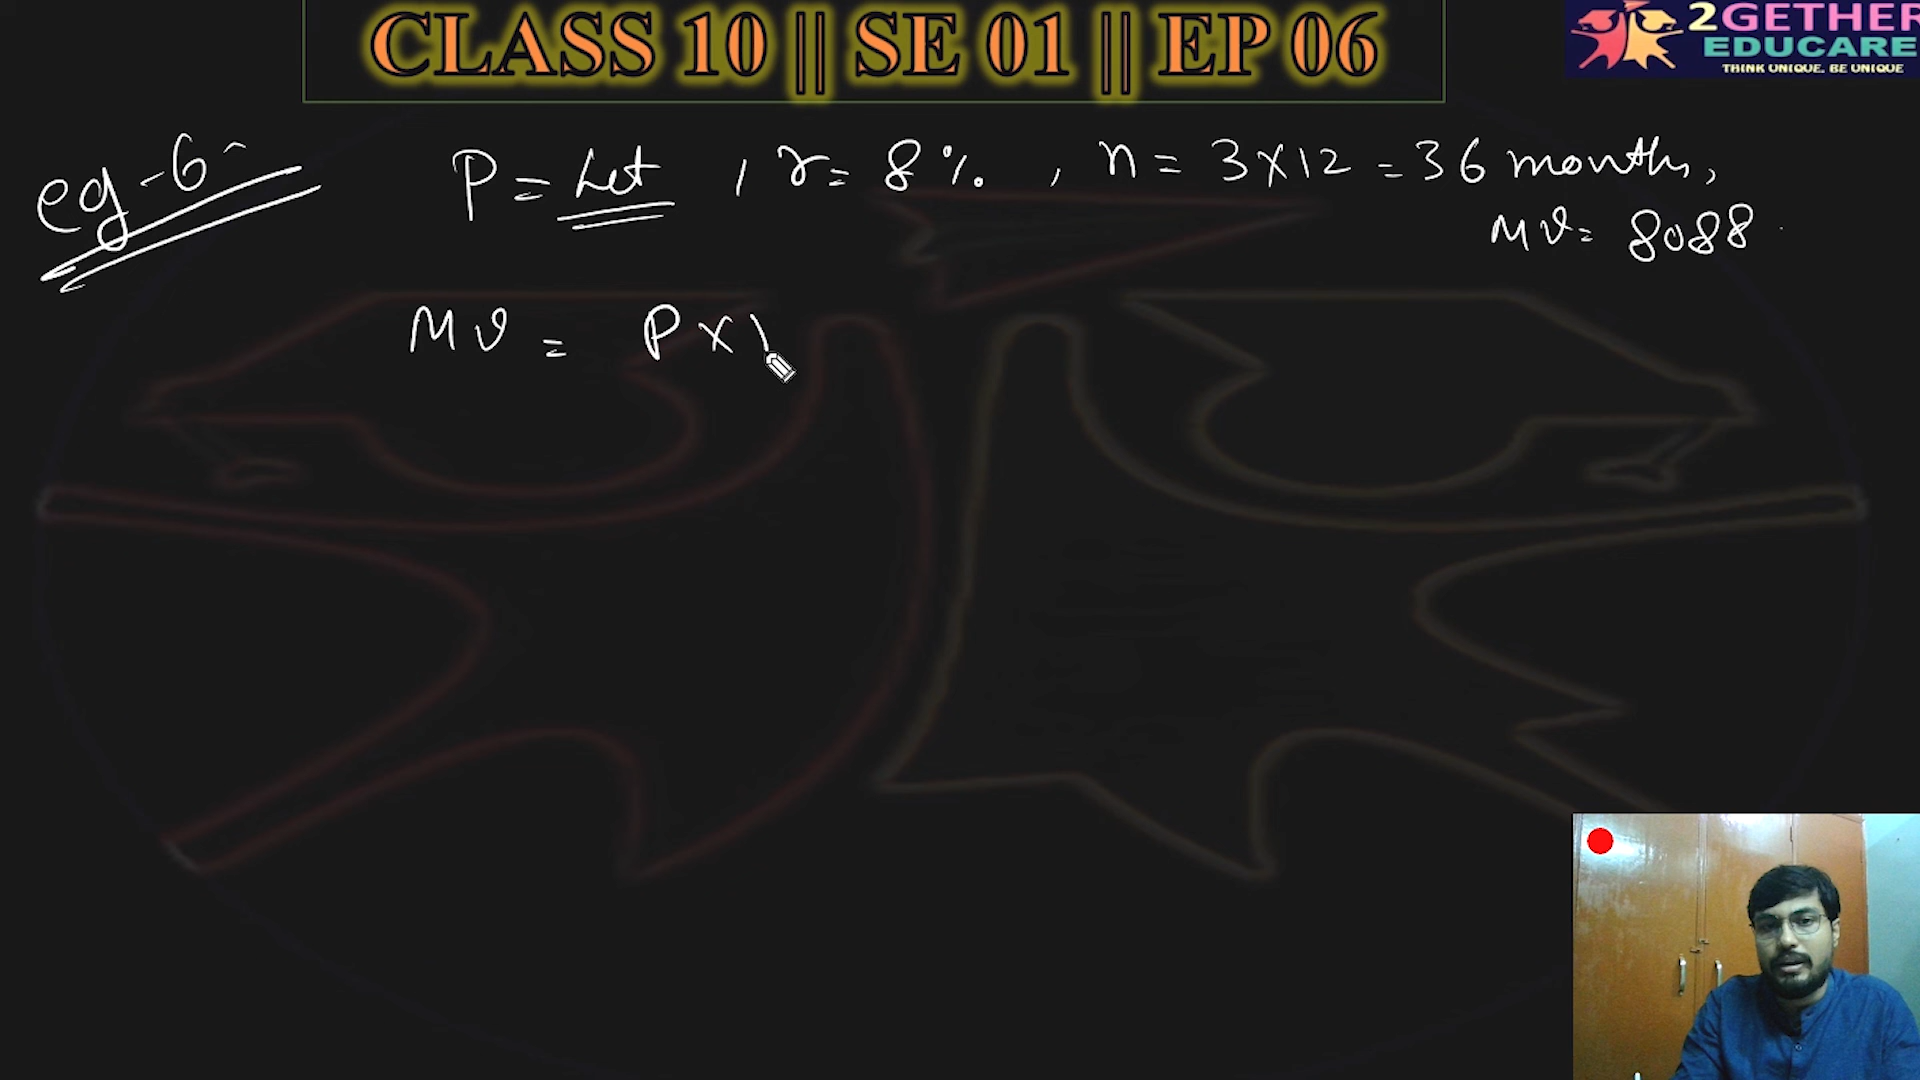 CLASS 10 || SE 01 || EP 06
2GETHER
EDUCARE
THINK UNIQUE. BE UNIQUE
eg-6-
P = Let , r = 8% , n = 3×12 = 36 months,
MV = 8088
MV = P×